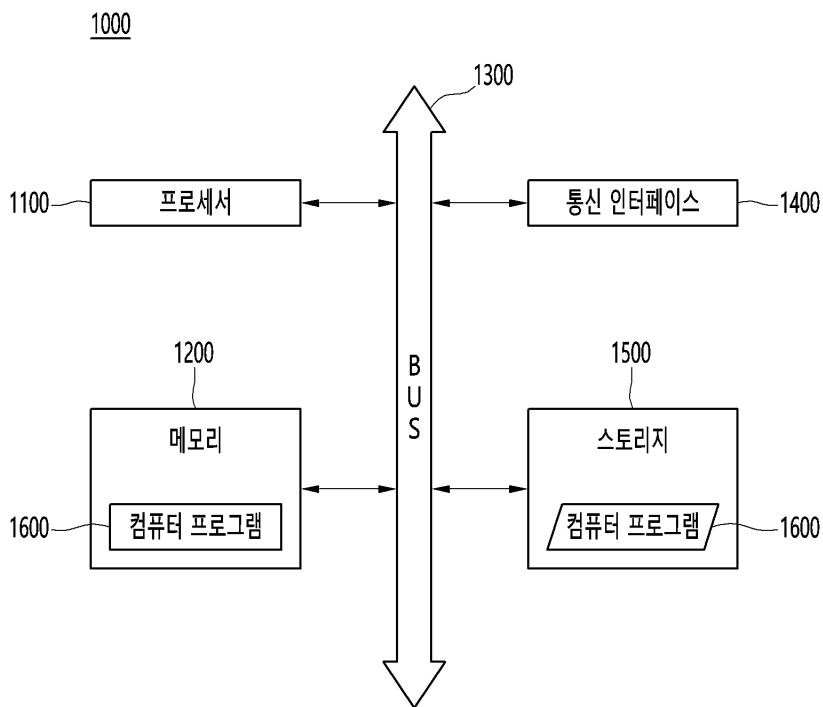 1000
1300
1100
프로세서
통신 인터페이스
1400
1200
1500
BUS
메모리
스토리지
1600
컴퓨터 프로그램
컴퓨터 프로그램
1600